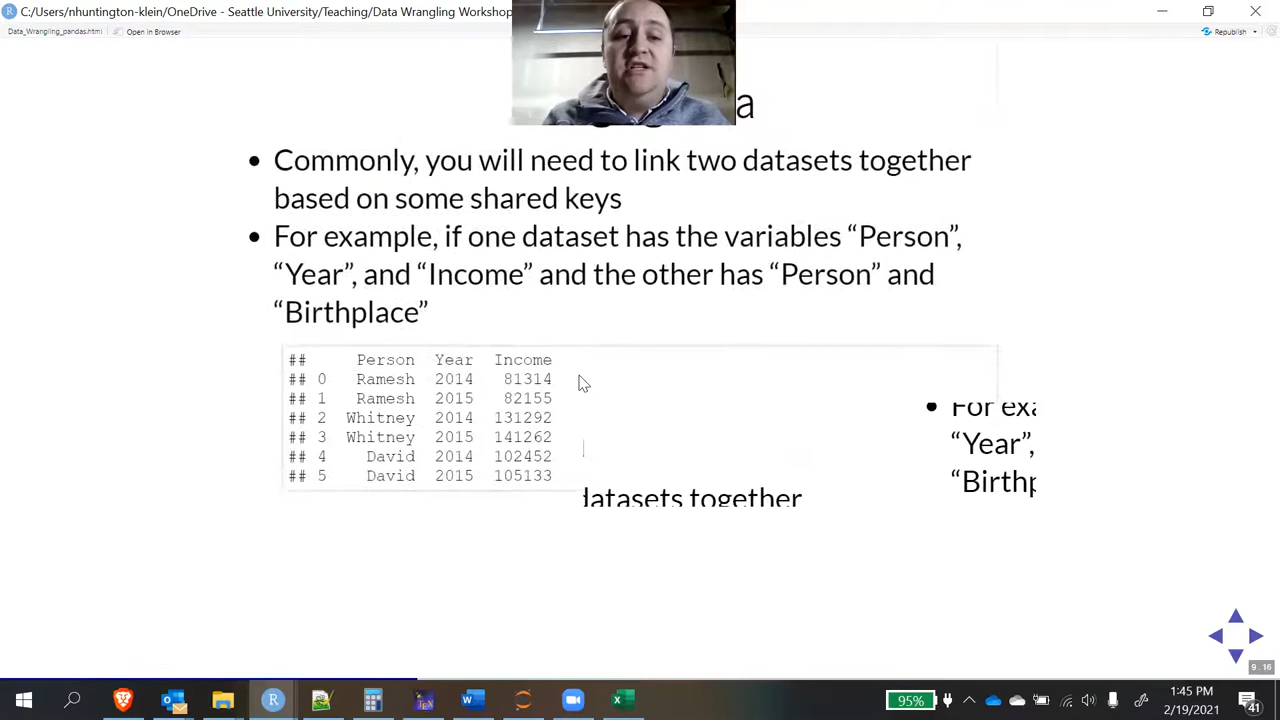 C:/Users/nhuntington-klein/OneDrive - Seattle University/Teaching/Data Wrangling Workshop
Data_Wrangling_pandas.html
Open in Browser
Republish
a
• Commonly, you will need to link two datasets together
based on some shared keys
• For example, if one dataset has the variables “Person”,
“Year”, and “Income” and the other has “Person” and
“Birthplace”
## Person Year Income
## 0 Ramesh 2014 81314
## 1 Ramesh 2015 82155
## 2 Whitney 2014 131292
## 3 Whitney 2015 141262
## 4 David 2014 102452
## 5 David 2015 105133
datasets together
• For exa
“Year”,
“Birthp
9.16
95%
1:45 PM
2/19/2021
41